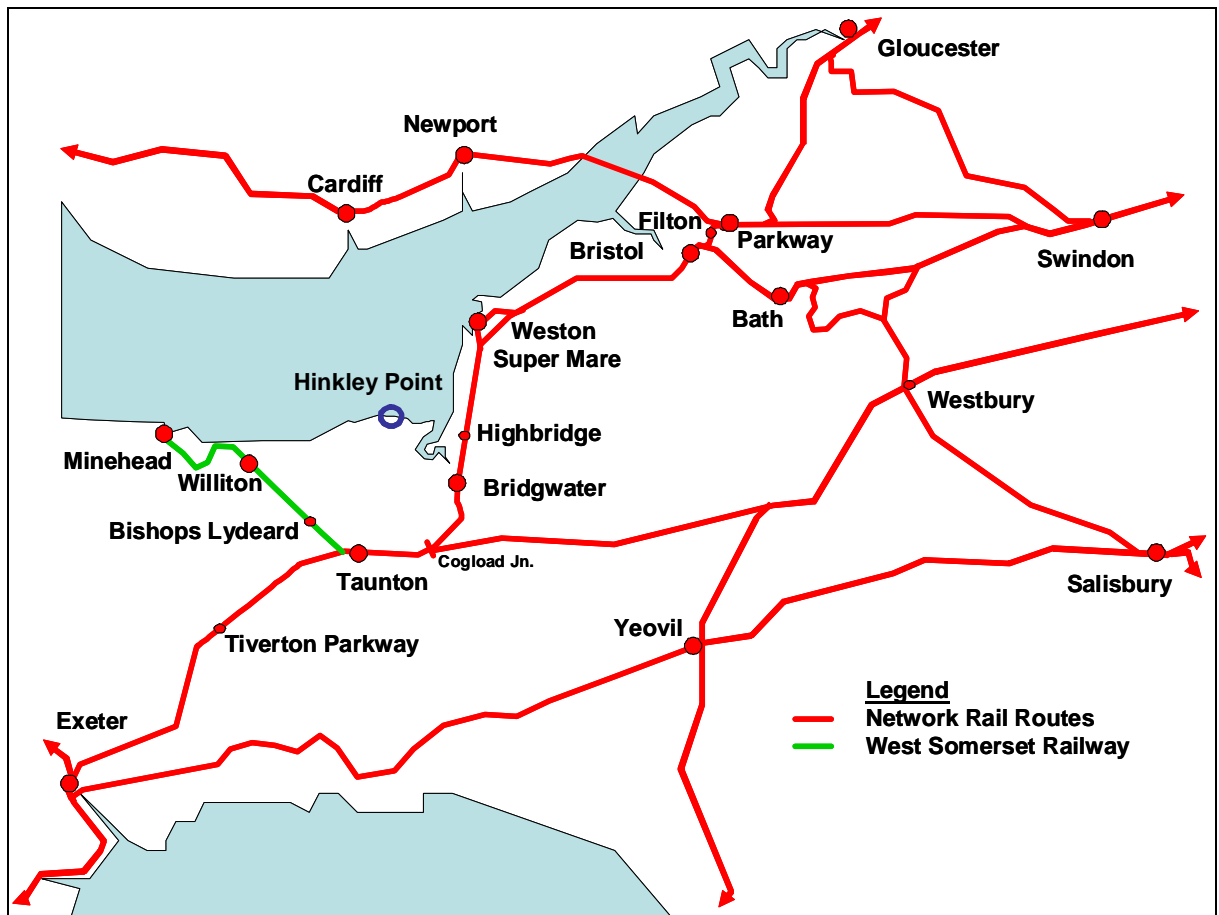 Gloucester
Newport
Cardiff
Filton
Parkway
Bristol
Swindon
Bath
Weston
Super Mare
Hinkley Point
Westbury
Highbridge
Minehead
Williton
Bridgwater
Bishops Lydeard
Cogload Jn.
Taunton
Salisbury
Yeovil
Tiverton Parkway
Legend
Exeter
Network Rail Routes
West Somerset Railway